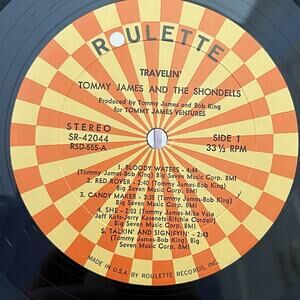 ROULETTE
TRAVELIN'
TOMMY JAMES AND THE SHONDELLS
Produced by Tommy James and Bob King
for TOMMY JAMES VENTURES
STEREO
SR-42044
RSD-555-A
SIDE 1
33⅓ RPM
1. BLOODY WATERS - 4:44
(Tommy James-Bob King) Big Seven Music Corp. BMI
2. RED ROVER - 2:40 (Tommy James-Bob King)
Big Seven Music Corp. BMI
3. CANDY MAKER - 3:35 (Tommy James-Bob King)
Big Seven Music Corp. BMI
4. SHE - 2:03 (Tommy James-Mike Vale
Jeff Katz-Jerry Kasenetz-Ritchie Cordell)
Big Seven Music Corp. BMI
5. TALKIN' AND SIGNIFYIN' - 2:43
(Tommy James-Bob King) Big
Seven Music Corp. BMI
MADE IN U.S.A. BY ROULETTE RECORDS, INC.